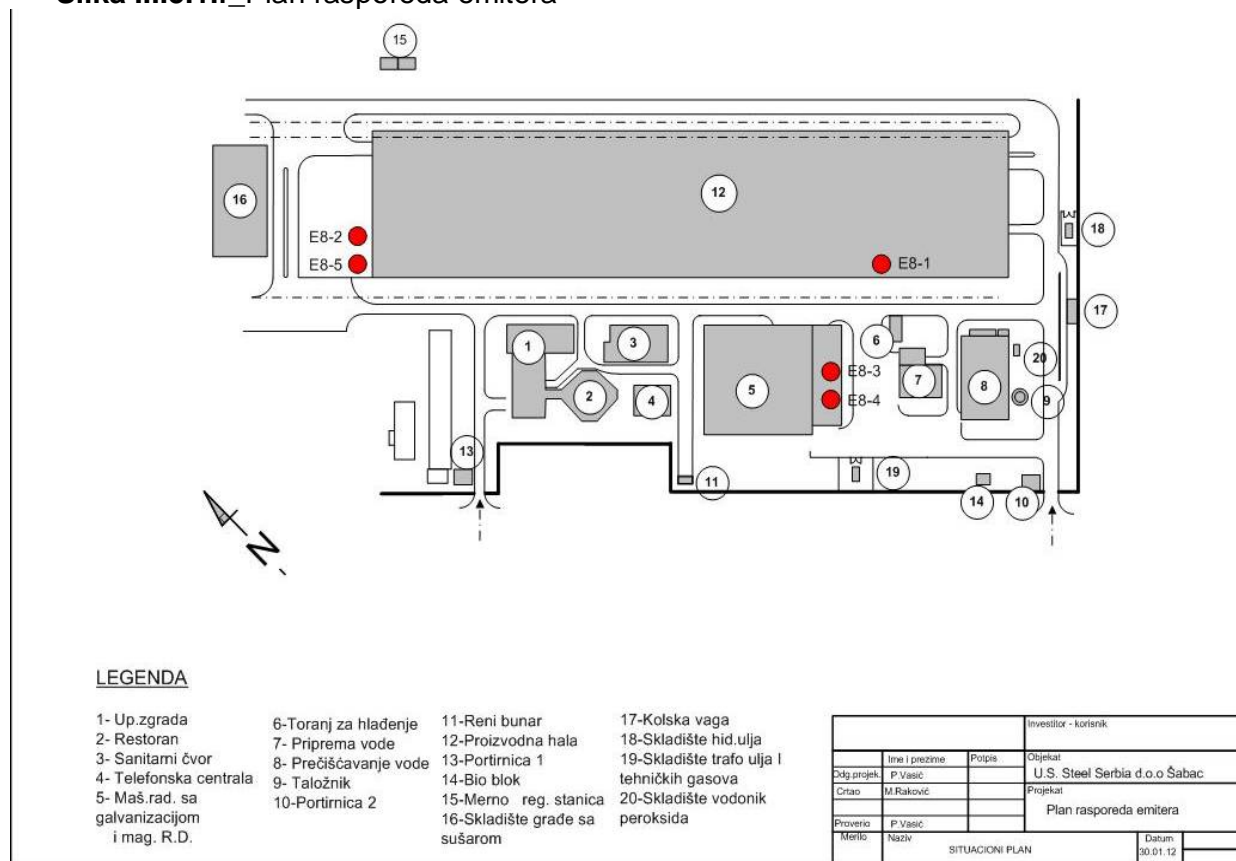 Plan rasporeda emitera
15
16
12
18
E8-2
E8-5
E8-1
17
1
3
6
20
5
E8-3
7
8
2
4
E8-4
9
13
11
19
14
10
N
LEGENDA
1- Up.zgrada
2- Restoran
3- Sanitarni čvor
4- Telefonska centrala
5- Maš.rad. sa
galvanizacijom
i mag. R.D.
6-Toranj za hlađenje
7- Priprema vode
8- Prečišćavanje vode
9- Taložnik
10-Portirnica 2
11-Reni bunar
12-Proizvodna hala
13-Portirnica 1
14-Bio blok
15-Merno reg. stanica
16-Skladište građe sa
sušarom
17-Kolska vaga
18-Skladište hid.ulja
19-Skladište trafo ulja I
tehničkih gasova
20-Skladište vodonik
peroksida
Investitor - korisnik
Ime i prezime Potpis Objekat
Odg.projek. P.Vasić U.S. Steel Serbia d.o.o Šabac
Crtao M.Raković Projekat
Plan rasporeda emitera
Proverio P.Vasić
Merilo Naziv Datum
SITUACIONI PLAN 30.01.12